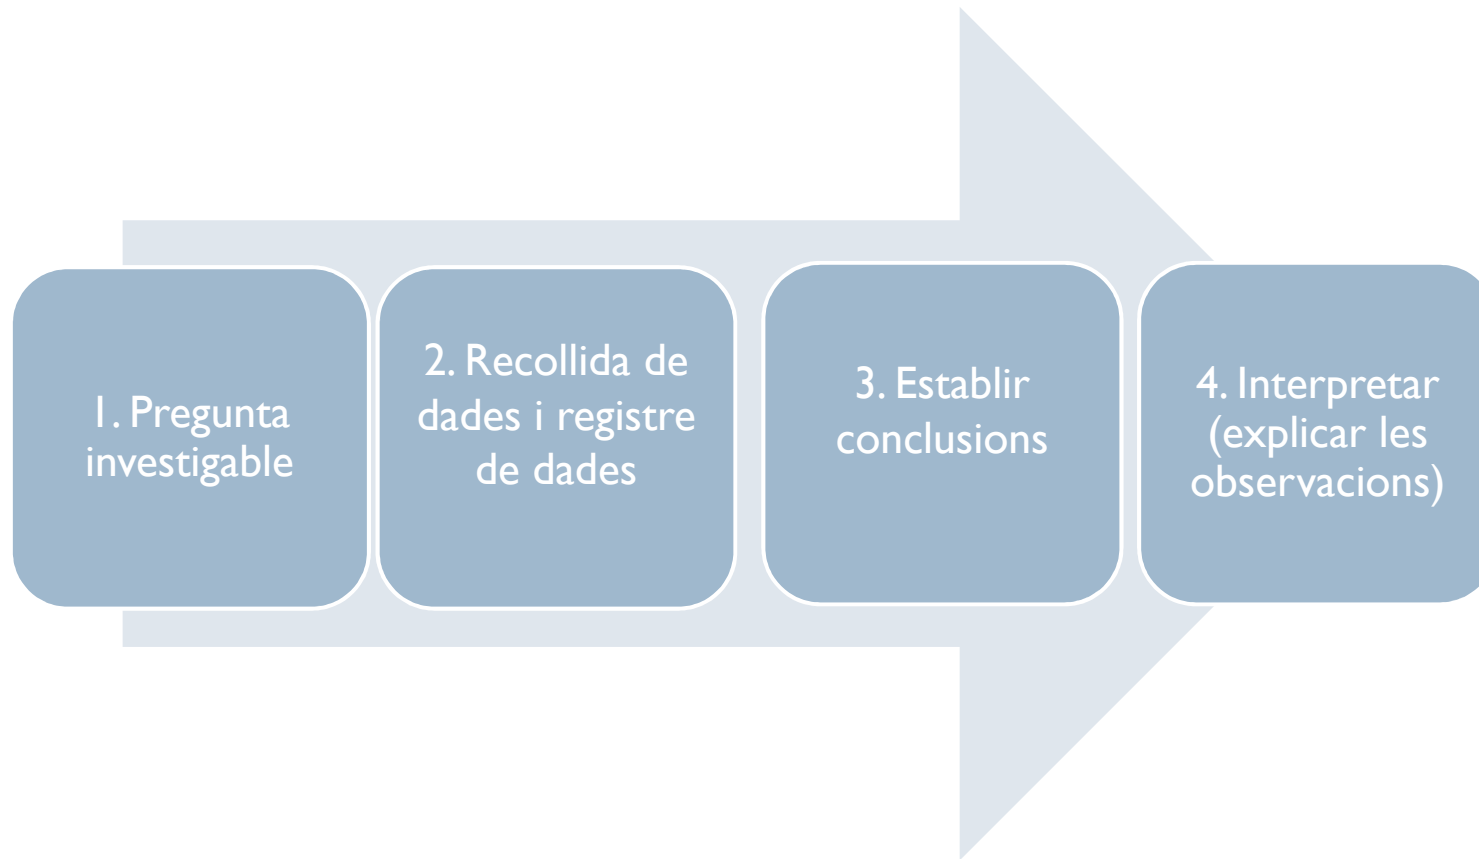 1. Pregunta
investigable
2. Recollida de
dades i registre
de dades
3. Establir
conclusions
4. Interpretar
(explicar les
observacions)